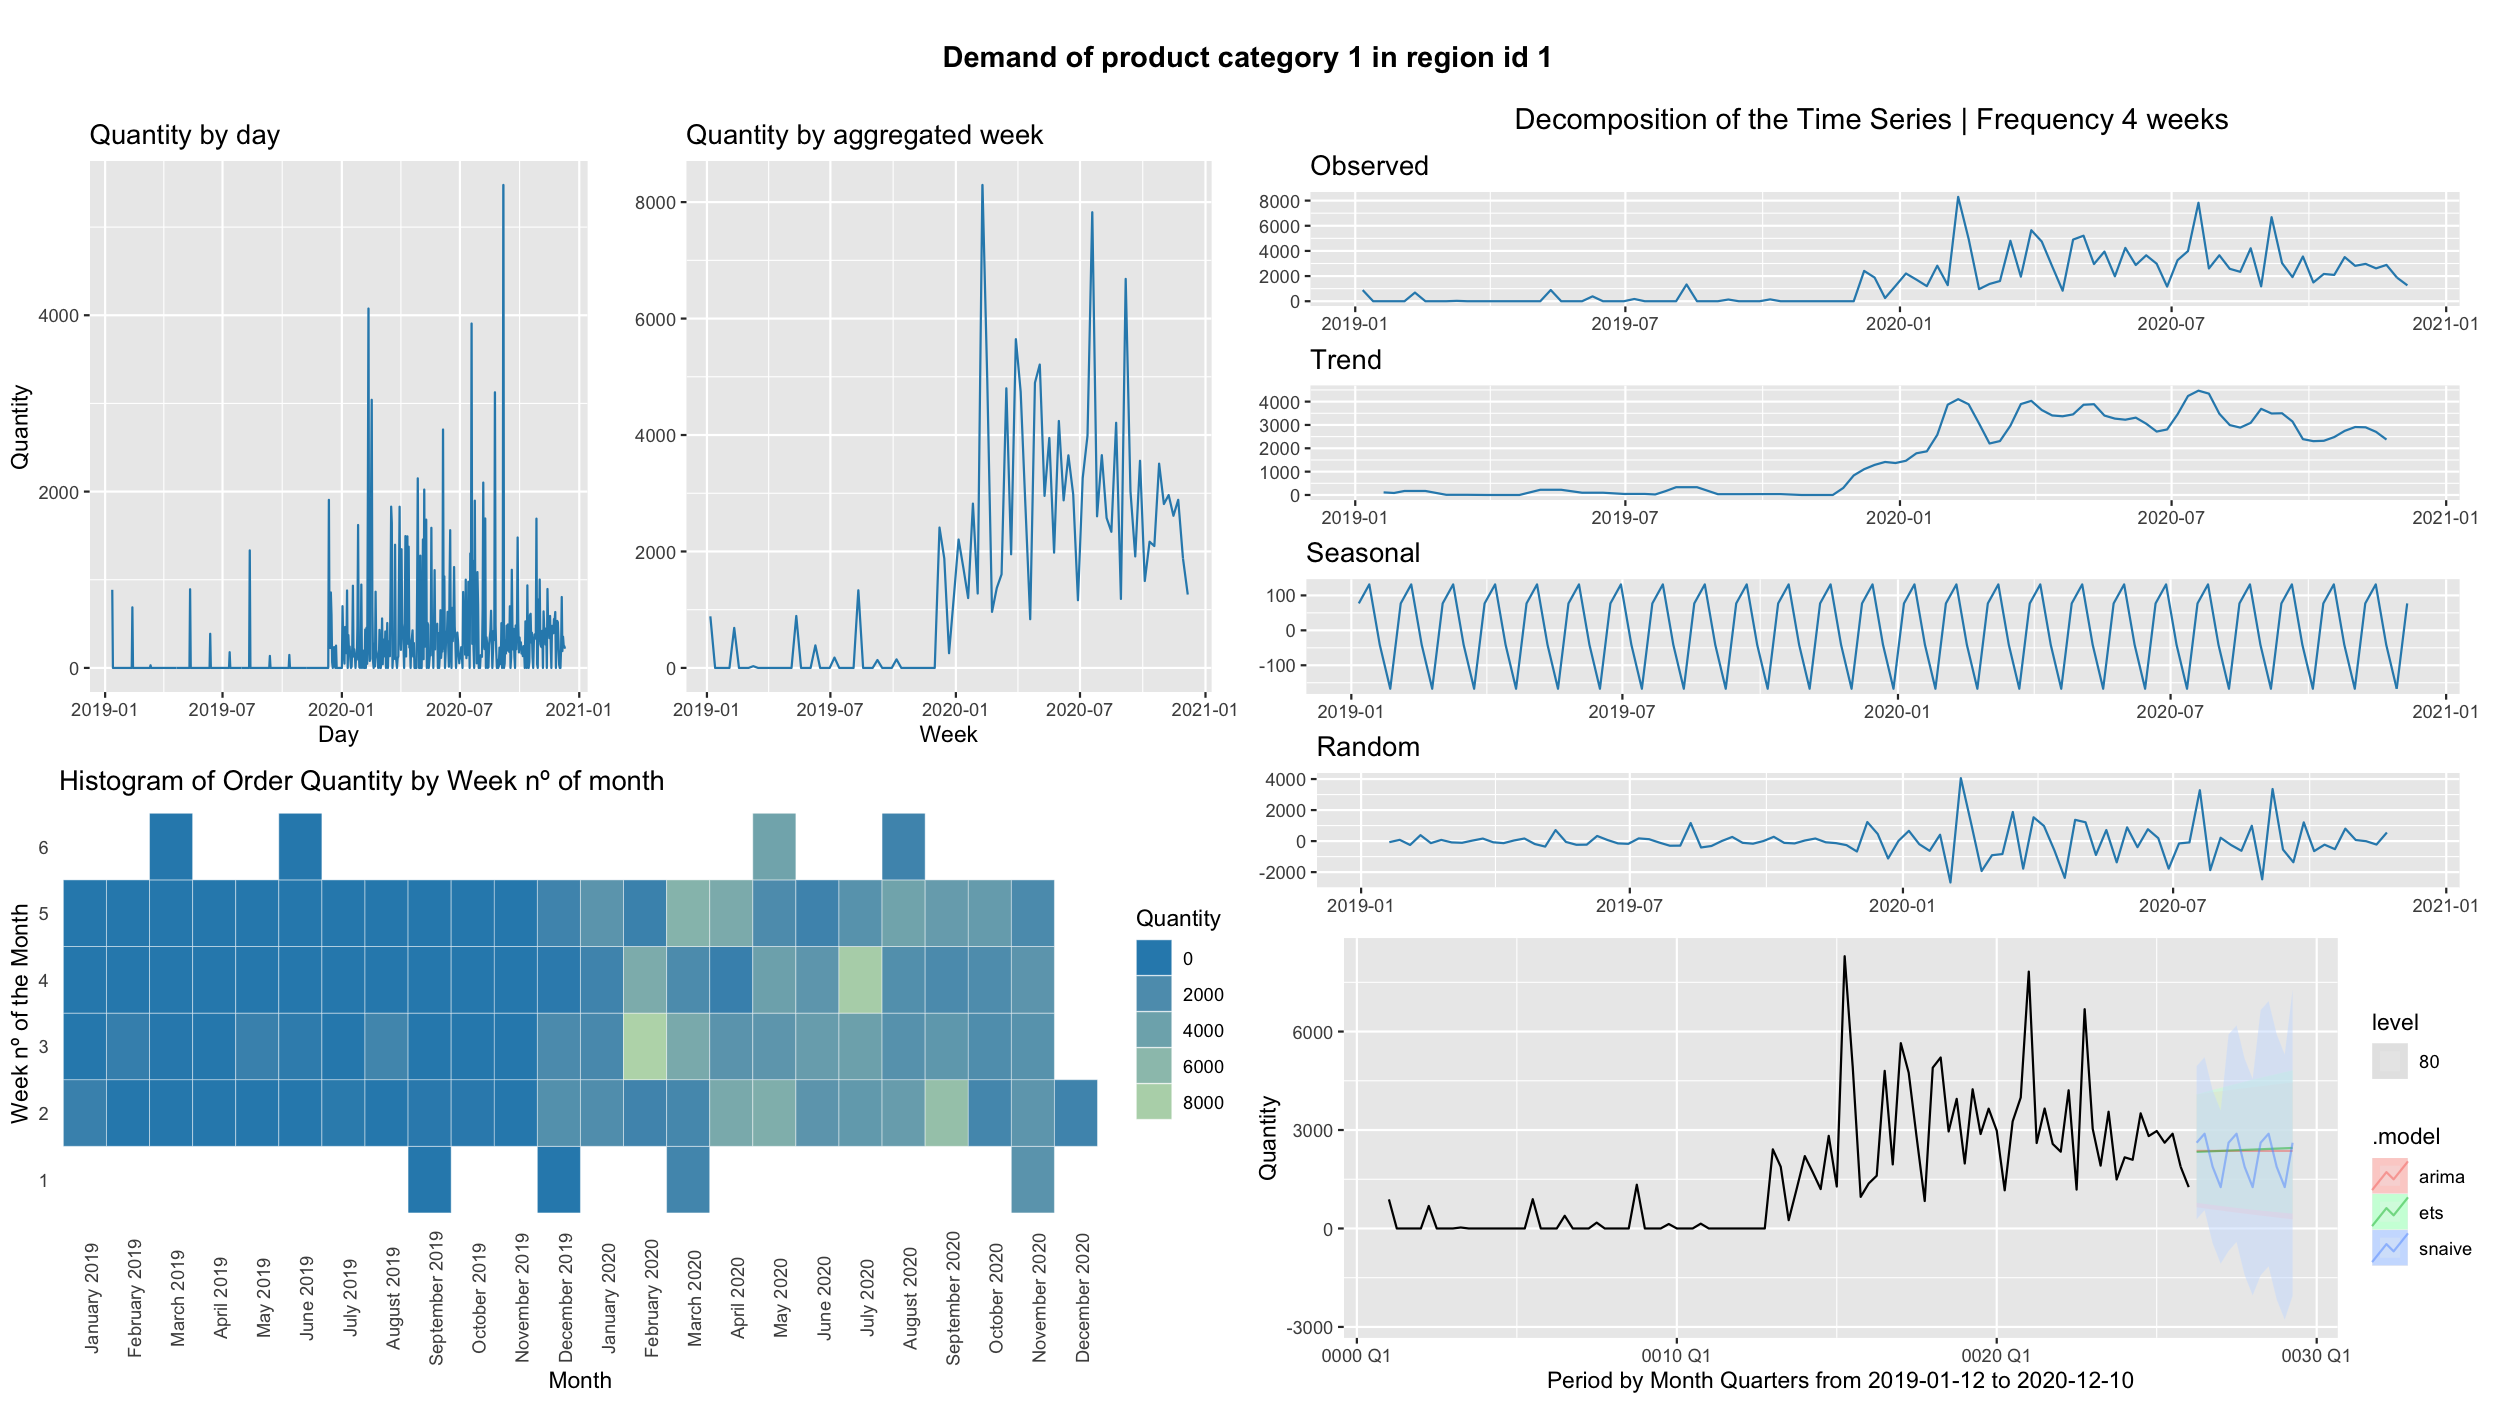 Demand of product category 1 in region id 1
Quantity by day
Quantity
4000
2000
0
2019-01 2019-07 2020-01 2020-07 2021-01
Day
Quantity by aggregated week
8000
6000
4000
2000
0
2019-01 2019-07 2020-01 2020-07 2021-01
Week
Histogram of Order Quantity by Week nº of month
Week nº of the Month
6
5
4
3
2
1
January 2019
February 2019
March 2019
April 2019
May 2019
June 2019
July 2019
August 2019
September 2019
October 2019
November 2019
December 2019
January 2020
February 2020
March 2020
April 2020
May 2020
June 2020
July 2020
August 2020
September 2020
October 2020
November 2020
December 2020
Month
Quantity
0
2000
4000
6000
8000
Decomposition of the Time Series | Frequency 4 weeks
Observed
8000
6000
4000
2000
0
2019-01 2019-07 2020-01 2020-07 2021-01
Trend
4000
3000
2000
1000
0
2019-01 2019-07 2020-01 2020-07 2021-01
Seasonal
100
0
-100
2019-01 2019-07 2020-01 2020-07 2021-01
Random
4000
2000
0
-2000
2019-01 2019-07 2020-01 2020-07 2021-01
Quantity
6000
3000
0
-3000
0000 Q1 0010 Q1 0020 Q1 0030 Q1
Period by Month Quarters from 2019-01-12 to 2020-12-10
level
80
.model
arima
ets
snaive